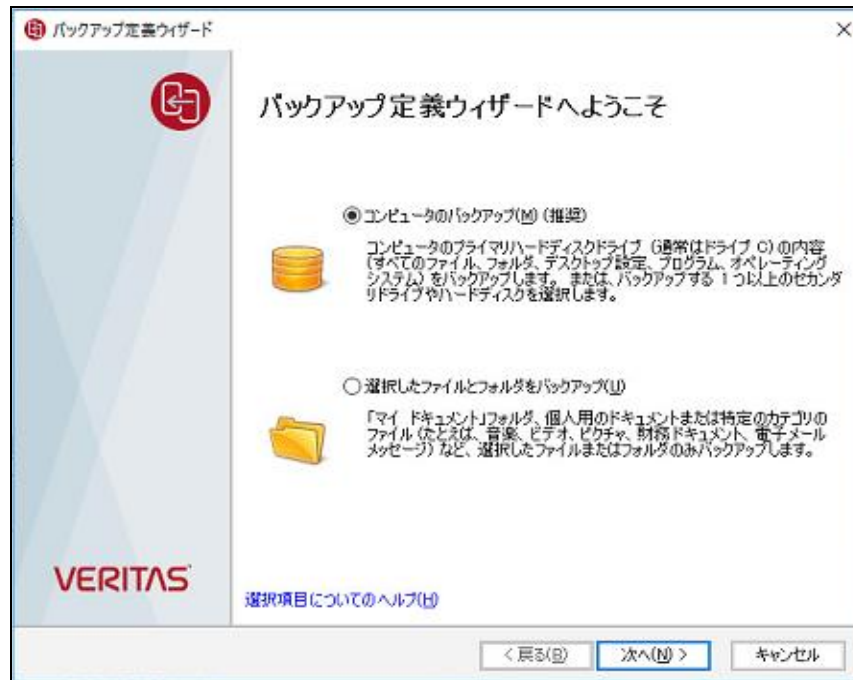 バックアップ定義ウィザード
バックアップ定義ウィザードへようこそ
コンピュータのバックアップ(M) (推奨)
コンピュータのプライマリハードディスクドライブ (通常はドライブ C) の内容
(すべてのファイル、フォルダ、デスクトップ設定、プログラム、オペレーティング
システム) をバックアップします。 または、バックアップする 1 つ以上のセカンダ
リドライブやハードディスクを選択します。
選択したファイルとフォルダをバックアップ(U)
「マイ ドキュメント」フォルダ、個人用のドキュメントまたは特定のカテゴリの
ファイル (たとえば、音楽、ビデオ、ピクチャ、財務ドキュメント、電子メール
メッセージ) など、選択したファイルまたはフォルダのみバックアップします。
VERITAS
選択項目についてのヘルプ(H)
< 戻る(B)
次へ(N) >
キャンセル